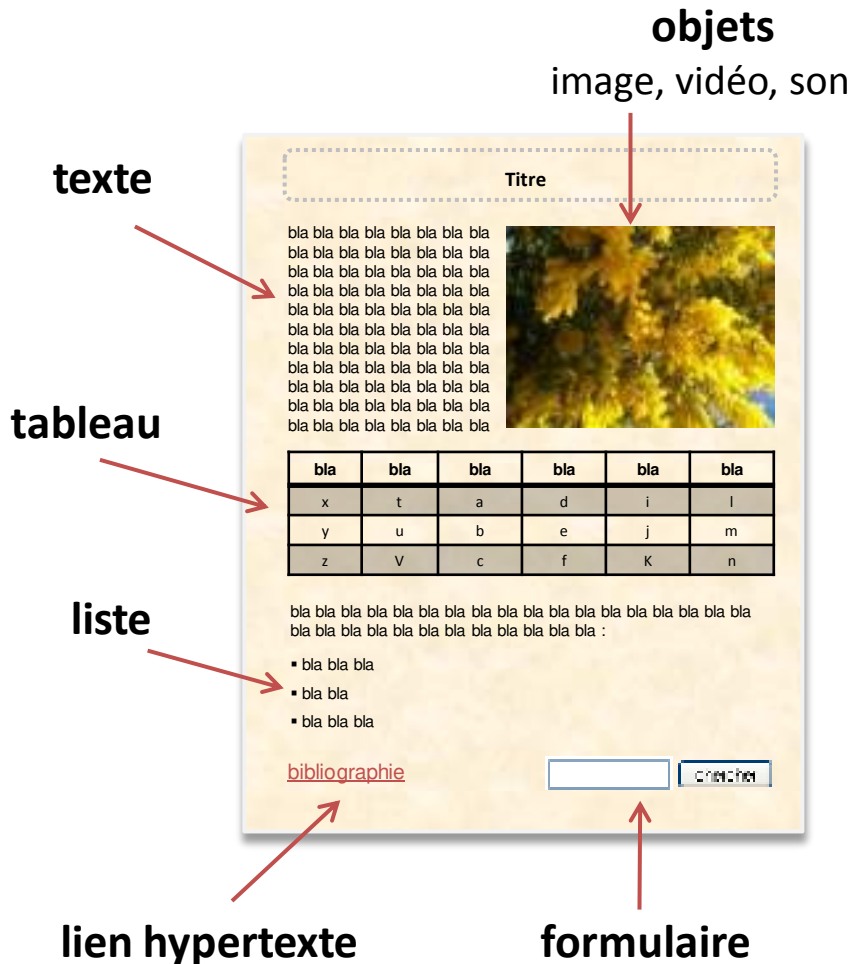 objets
image, vidéo, son
texte
Titre
bla bla bla bla bla bla bla bla
bla bla bla bla bla bla bla bla
bla bla bla bla bla bla bla bla
bla bla bla bla bla bla bla bla
bla bla bla bla bla bla bla bla
bla bla bla bla bla bla bla bla
bla bla bla bla bla bla bla bla
bla bla bla bla bla bla bla bla
bla bla bla bla bla bla bla bla
bla bla bla bla bla bla bla bla
bla bla bla bla bla bla bla bla
tableau
bla bla bla bla bla bla
x t a d i l
y u b e j m
z V c f K n
liste
bla bla bla bla bla bla bla bla bla bla bla bla bla bla bla bla bla bla
bla bla bla bla bla bla bla bla bla bla bla bla :
▪ bla bla bla
▪ bla bla
▪ bla bla bla
bibliographie
lien hypertexte
formulaire